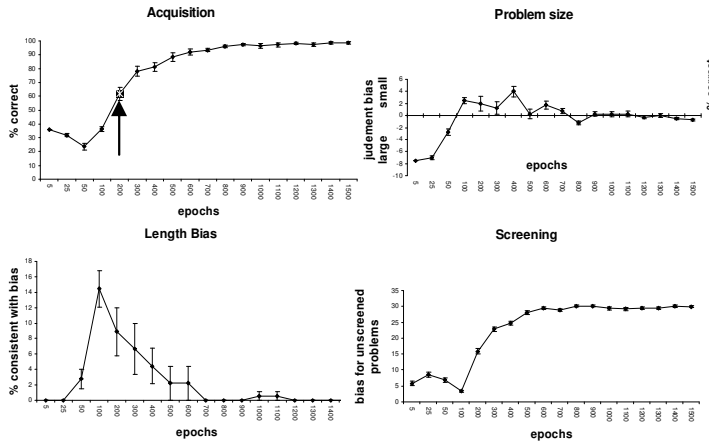 Acquisition
% correct
100
90
80
70
60
50
40
30
20
10
0
5 25 50 100 200 300 400 500 600 700 800 900 1000 1100 1200 1300 1400 1500
epochs
Problem size
judement bias
large small
6
4
2
0
-2
-4
-6
-8
-10
epochs
5 25 50 100 200 300 400 500 600 700 800 900 1000 1100 1200 1300 1400 1500
Length Bias
% consistent with bias
18
16
14
12
10
8
6
4
2
0
5 25 50 100 200 300 400 500 600 700 800 900 1000 1100 1200 1300 1400
epochs
Screening
bias for unscreened
problems
35
30
25
20
15
10
5
0
5 25 50 100 200 300 400 500 600 700 800 900 1000 1100 1200 1300 1400 1500
epochs